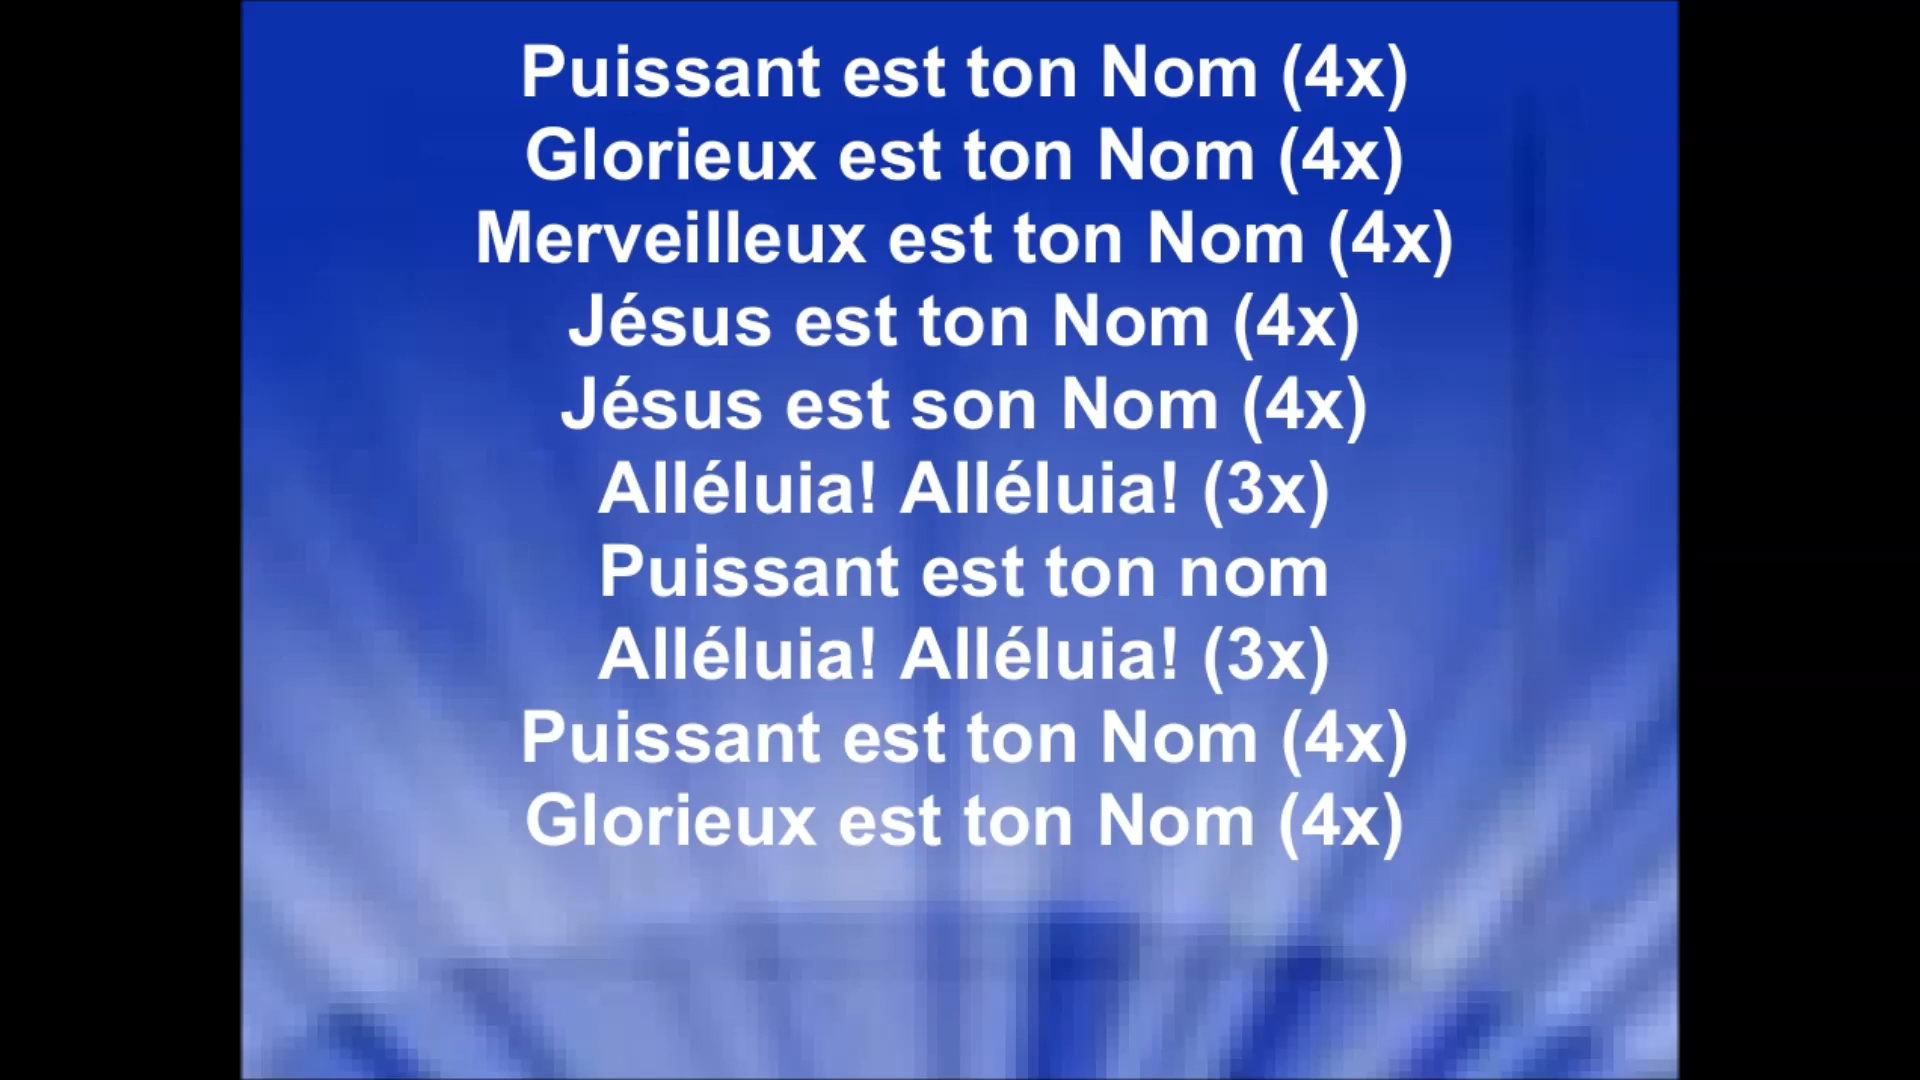 Puissant est ton Nom (4x)
Glorieux est ton Nom (4x)
Merveilleux est ton Nom (4x)
Jésus est ton Nom (4x)
Jésus est son Nom (4x)
Alléluia! Alléluia! (3x)
Puissant est ton nom
Alléluia! Alléluia! (3x)
Puissant est ton Nom (4x)
Glorieux est ton Nom (4x)